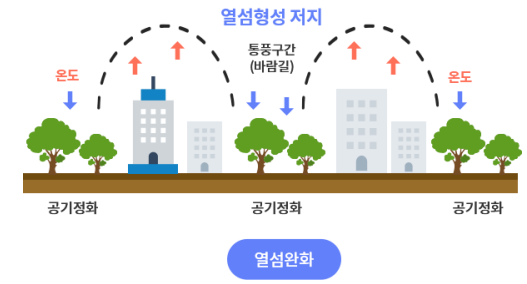 열섬형성 저지
통풍구간
(바람길)
온도
온도
공기정화
공기정화
공기정화
열섬완화